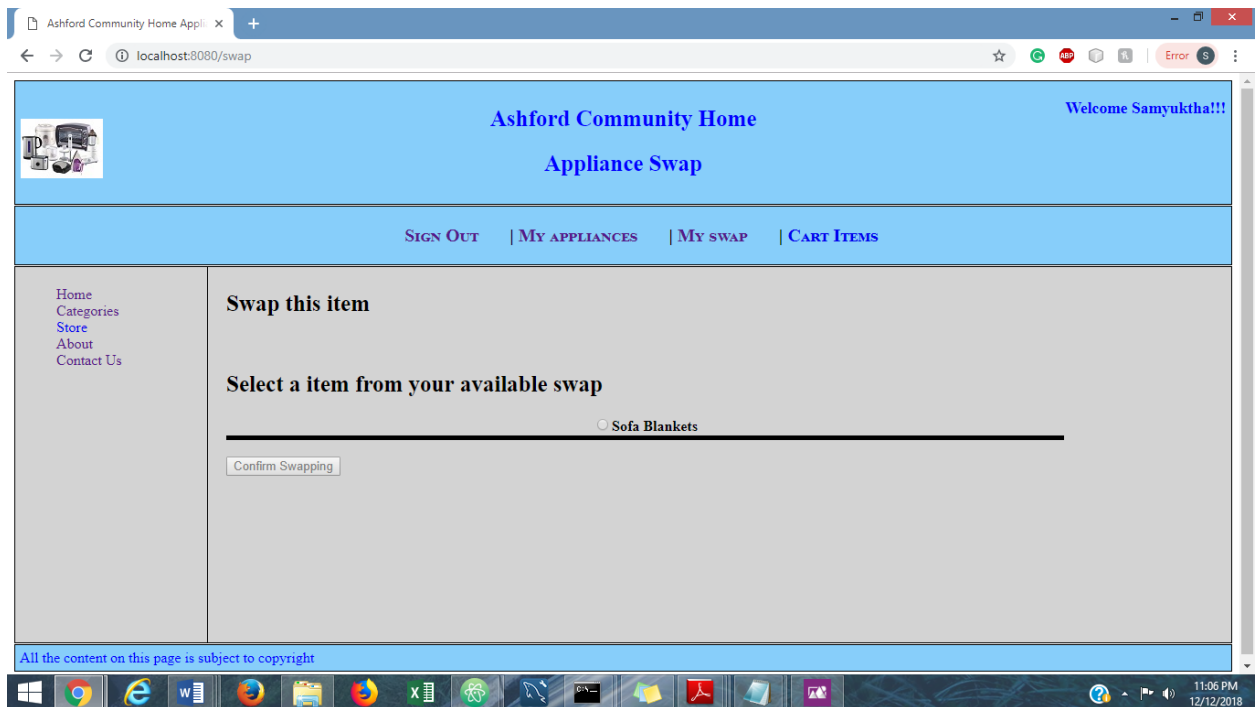 Ashford Community Home Appli
localhost:8080/swap
ABP
Error S
Ashford Community Home
Appliance Swap
Welcome Samyuktha!!!
Sign Out | My appliances | My swap | Cart Items
Home
Categories
Store
About
Contact Us
Swap this item
Select a item from your available swap
Sofa Blankets
Confirm Swapping
All the content on this page is subject to copyright
11:06 PM
12/12/2018